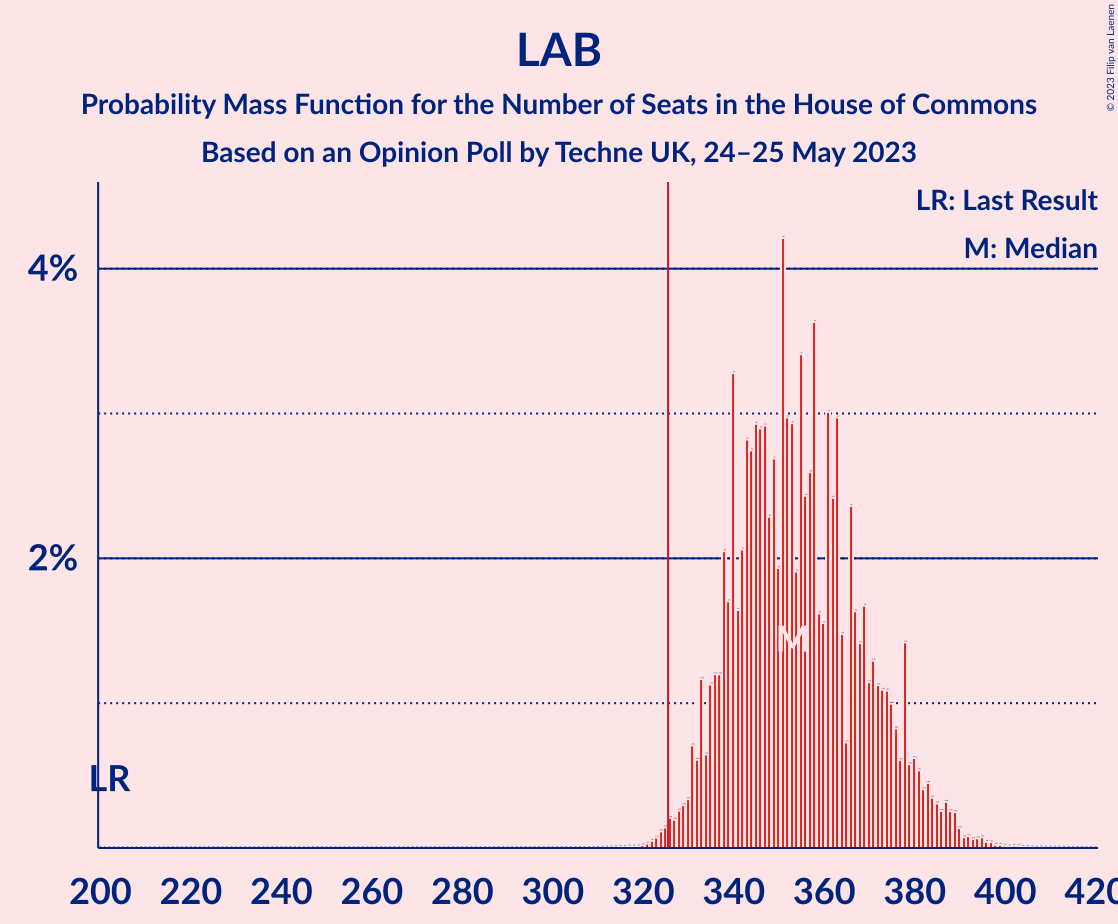 LAB
Probability Mass Function for the Number of Seats in the House of Commons
Based on an Opinion Poll by Techne UK, 24–25 May 2023
© 2023 Filip van Laenen
LR: Last Result
M: Median
4%
2%
M
LR
200 220 240 260 280 300 320 340 360 380 400 420